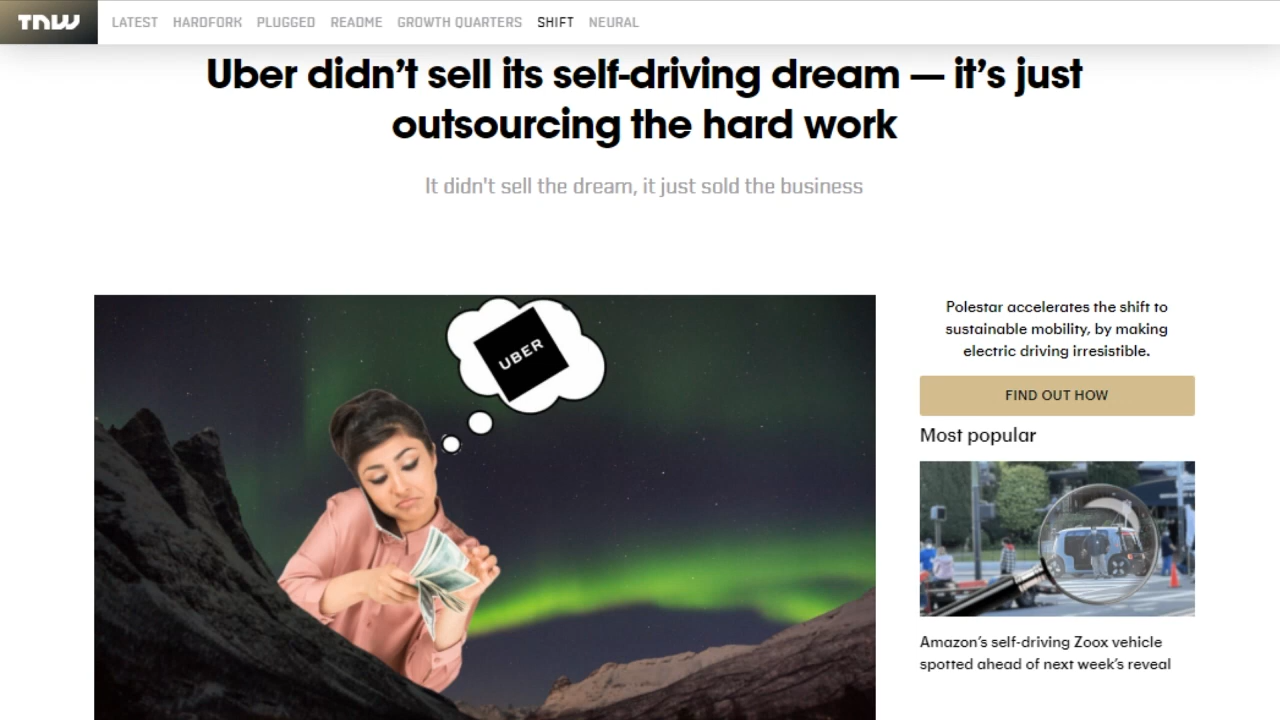 TNW
LATEST
HARDFORK
PLUGGED
README
GROWTH QUARTERS
SHIFT
NEURAL
Uber didn’t sell its self-driving dream — it’s just
outsourcing the hard work
It didn't sell the dream, it just sold the business
UBER
Polestar accelerates the shift to
sustainable mobility, by making
electric driving irresistible.
FIND OUT HOW
Most popular
Amazon’s self-driving Zoox vehicle
spotted ahead of next week’s reveal